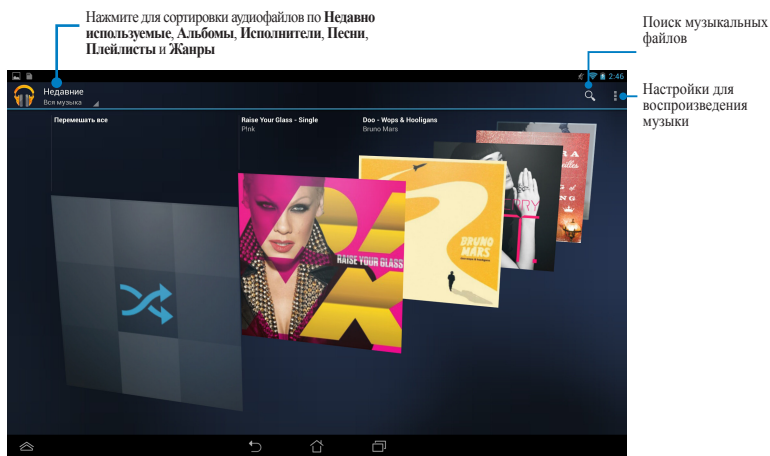 Нажмите для сортировки аудиофайлов по Недавно
используемые, Альбомы, Исполнители, Песни,
Плейлисты и Жанры
Поиск музыкальных
файлов
2:46
Недавние
Вся музыка
Настройки для
воспроизведения
музыки
Перемешать все
Raise Your Glass - Single
P!nk
Doo - Wops & Hooligans
Bruno Mars
RAISE YOUR GLASS
BRUNO
MARS